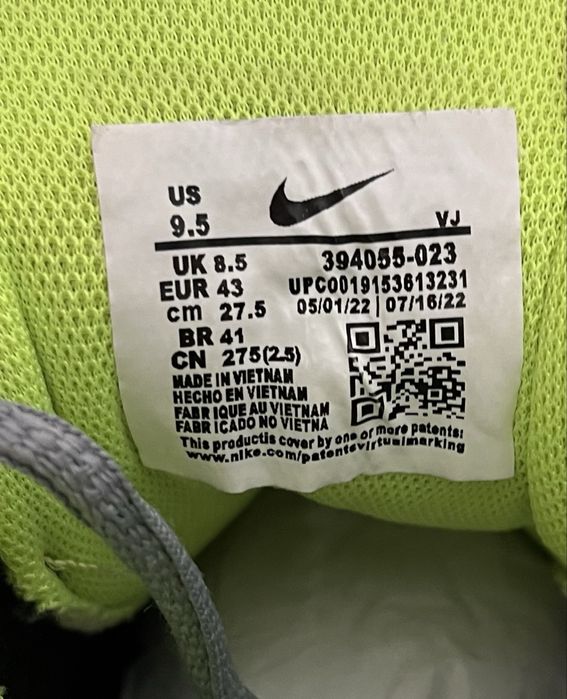 US
9.5
VJ
UK 8.5
394055-023
EUR 43
UPC0019153613231
cm 27.5
05/01/22 | 07/16/22
BR 41
CN 275(2.5)
MADE IN VIETNAM
HECHO EN VIETNAM
FABRIQUE AU VIETNAM
FABRICADO NO VIETNA
This productis cover by one or more patents:
www.nike.com/patentsvirtualmarking